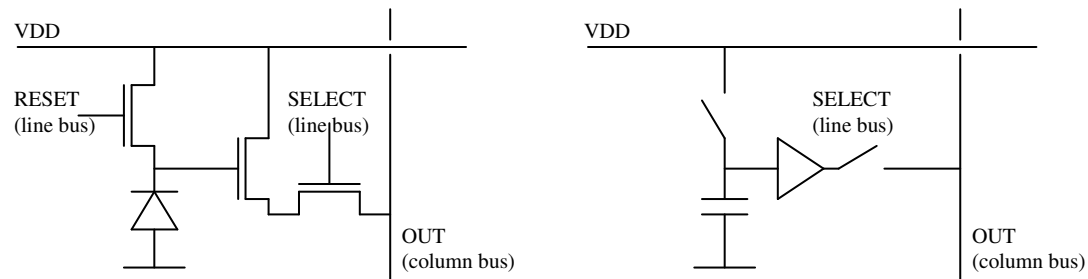 VDD
RESET
(line bus)
SELECT
(line bus)
OUT
(column bus)
VDD
SELECT
(line bus)
OUT
(column bus)